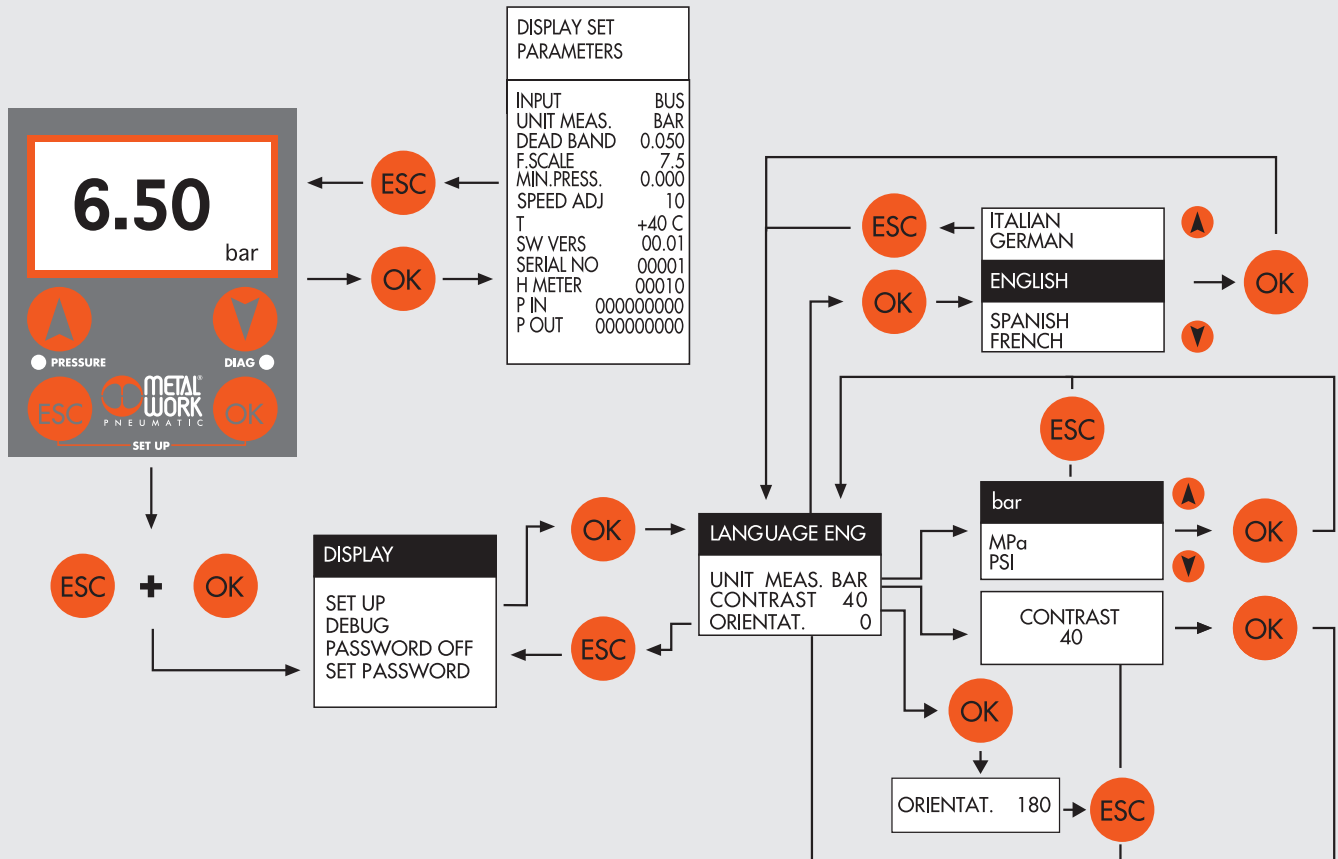 DISPLAY SET
PARAMETERS
INPUT BUS
UNIT MEAS. BAR
DEAD BAND 0.050
F.SCALE 7.5
MIN.PRESS. 0.000
SPEED ADJ 10
T +40 C
SW VERS 00.01
SERIAL NO 00001
H METER 00010
P IN 000000000
P OUT 000000000
6.50
bar
PRESSURE DIAG
ESC METAL® OK
WORK
PNEUMATIC
SET UP
ESC
OK
ESC
OK
ITALIAN
GERMAN
ENGLISH
SPANISH
FRENCH
OK
ESC + OK
DISPLAY
SET UP
DEBUG
PASSWORD OFF
SET PASSWORD
OK
ESC
LANGUAGE ENG
UNIT MEAS. BAR
CONTRAST 40
ORIENTAT. 0
ESC
bar
MPa
PSI
OK
CONTRAST
40
OK
OK
ORIENTAT. 180
ESC